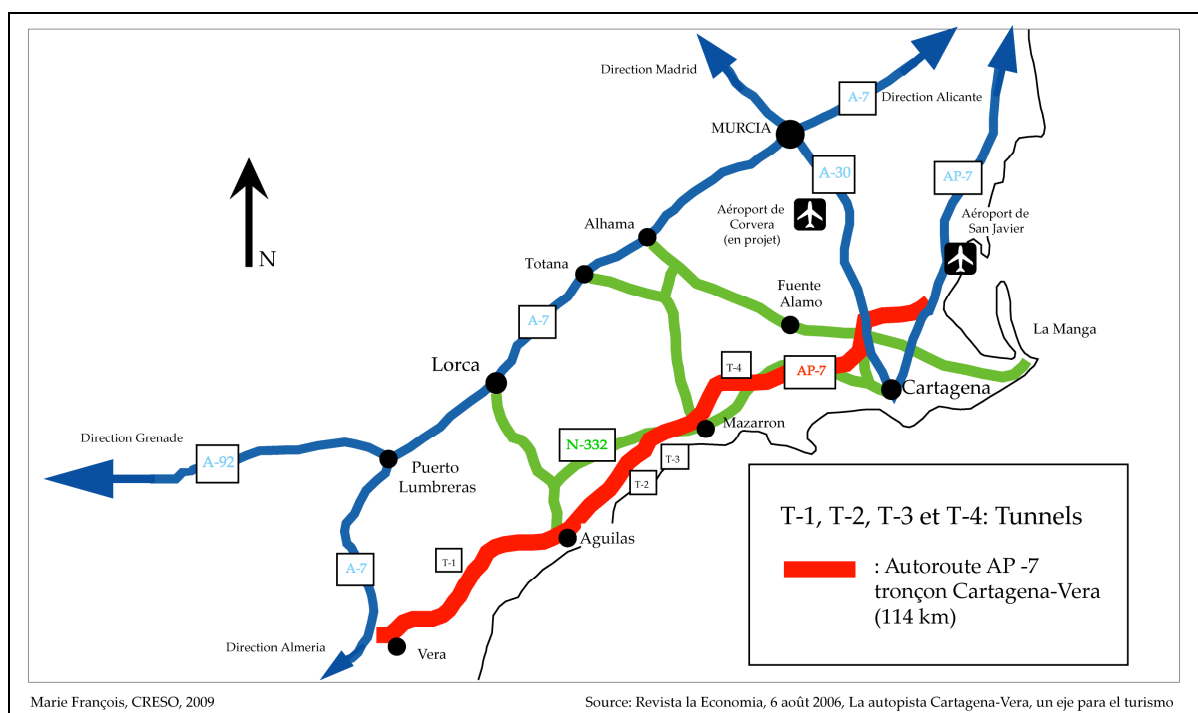 Direction Madrid
A-7
Direction Alicante
MURCIA
A-30
AP-7
Aéroport de
Corvera
(en projet)
Aéroport de
San Javier
N
Alhama
Totana
Fuente
Alamo
A-7
La Manga
Lorca
T-4
AP-7
Cartagena
Mazarron
Direction Grenade
A-92
N-332
Puerto
Lumbreras
T-3
T-2
Aguilas
T-1
A-7
Direction Almeria
Vera
T-1, T-2, T-3 et T-4: Tunnels
: Autoroute AP -7
tronçon Cartagena-Vera
(114 km)
Marie François, CRESO, 2009
Source: Revista la Economia, 6 août 2006, La autopista Cartagena-Vera, un eje para el turismo